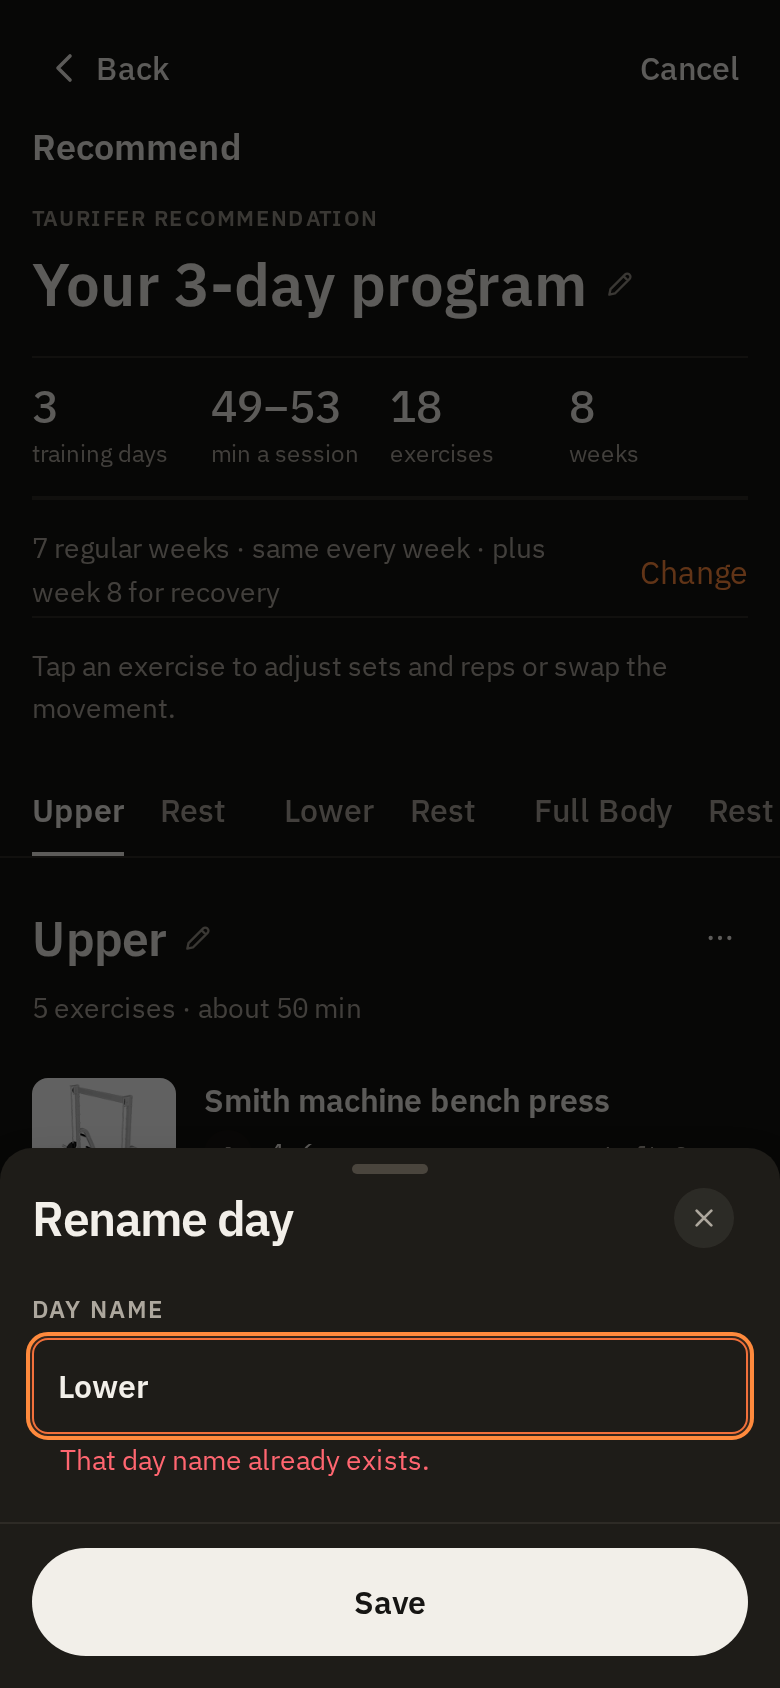 Back
Cancel
Recommend
TAURIFER RECOMMENDATION
Your 3-day program
3
49–53
18
8
training days
min a session
exercises
weeks
7 regular weeks · same every week · plus
week 8 for recovery
Change
Tap an exercise to adjust sets and reps or swap the
movement.
Upper Rest Lower Rest Full Body Rest
Upper
5 exercises · about 50 min
Smith machine bench press
Rename day
DAY NAME
Lower
That day name already exists.
Save